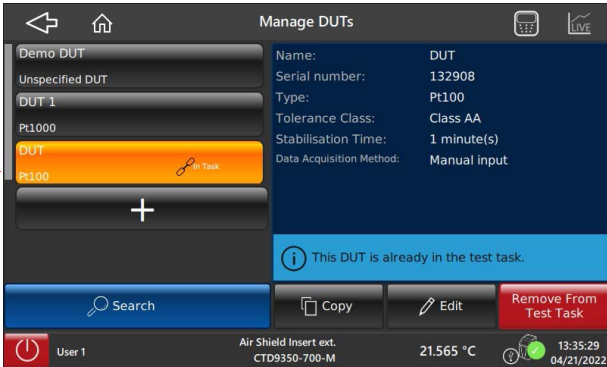 Manage DUTs
LIVE
Demo DUT
Unspecified DUT
DUT 1
Pt1000
DUT
Pt100
In Task
+
Name: DUT
Serial number: 132908
Type: Pt100
Tolerance Class: Class AA
Stabilisation Time: 1 minute(s)
Data Acquisition Method: Manual input
This DUT is already in the test task.
Search
Copy
Edit
Remove From
Test Task
User 1
Air Shield Insert ext.
CTD9350-700-M
21.565 °C
13:35:29
04/21/2022